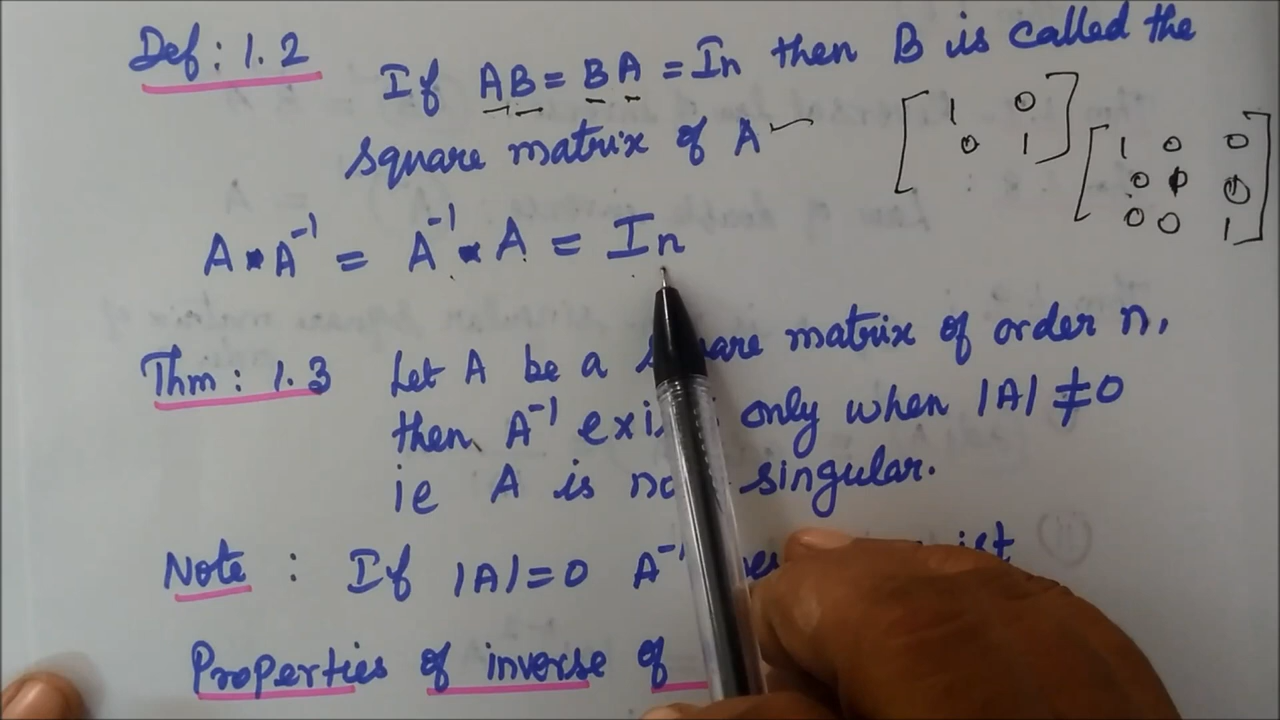 Def: 1.2
If AB = BA = In then B is called the
square matrix of A
[1 0
0 1]
[1 0 0
0 0
0 0 1]
A · A⁻¹ = A⁻¹ · A = In
Thm: 1.3 Let A be a matrix of order n,
then A⁻¹ only when |A| ≠ 0
ie A is singular.
Note : If |A| = 0 A⁻¹
Properties of inverse of